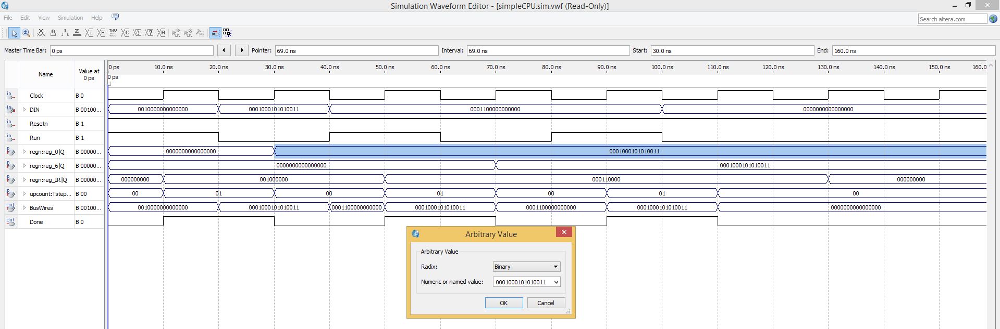 Simulation Waveform Editor - [simpleCPU.sim.vwf (Read-Only)]
File Edit View Simulation Help
Search altera.com
Master Time Bar: 0 ps Pointer: 69.0 ns Interval: 69.0 ns Start: 30.0 ns End: 160.0 ns
Name Value at 0 ps
0 ps 10.0 ns 20.0 ns 30.0 ns 40.0 ns 50.0 ns 60.0 ns 70.0 ns 80.0 ns 90.0 ns 100.0 ns 110.0 ns 120.0 ns 130.0 ns 140.0 ns 150.0 ns 160.0
0 ps
Clock B 0
DIN B 00100... 0010000000000000 0001000101010011 0001100000000000 0000000000000000
Resetn B 1
Run B 1
regn:reg_0|Q B 00000... 0000000000000000 0001000101010011
regn:reg_6|Q B 00000... 0000000000000000 0001000101010011
regn:reg_IR|Q B 00000... 000000000 001000000 000110000 000000000
upcount:Tstep... B 00 00 01 00 01 00 01 00
BusWires B 00100... 0010000000000000 0001000101010011 0001100000000000 0001000101010011 0001100000000000 0001000101010011 0000000000000000
Done B 0
Arbitrary Value
Arbitrary Value
Radix: Binary
Numeric or named value: 0001000101010011
OK Cancel